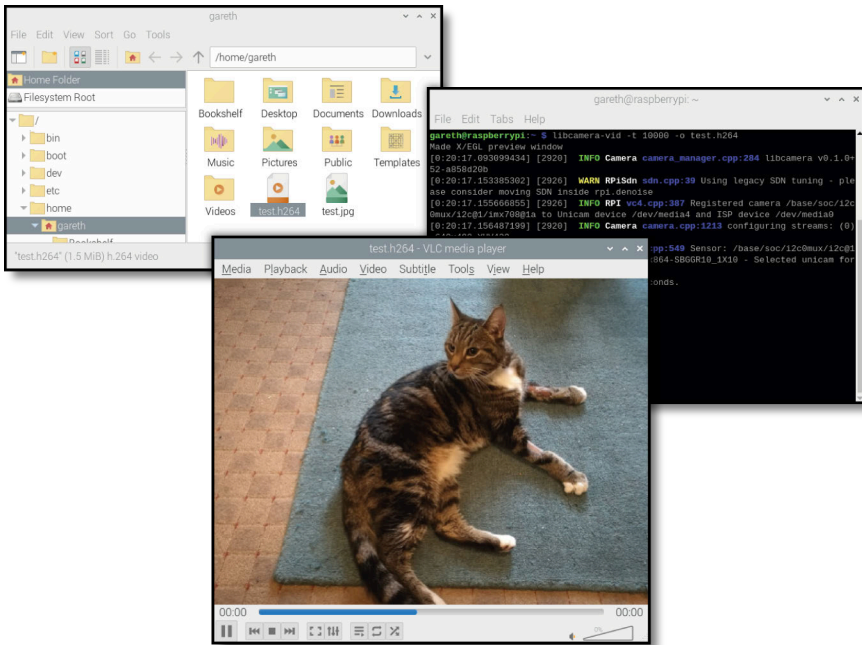 gareth
File Edit View Sort Go Tools
/home/gareth
Home Folder
Filesystem Root
/
bin
boot
dev
etc
home
gareth
Bookshelf Desktop Documents Downloads
Music Pictures Public Templates
Videos test.h264 test.jpg
"test.h264" (1.5 MiB) h.264 video
gareth@raspberrypi: ~
File Edit Tabs Help
gareth@raspberrypi:~ $ libcamera-vid -t 10000 -o test.h264
Made X/EGL preview window
[0:20:17.093099434] [2920] INFO Camera camera_manager.cpp:284 libcamera v0.1.0+
52-a858d20b
[0:20:17.153385302] [2926] WARN RPiSdn sdn.cpp:39 Using legacy SDN tuning - ple
ase consider moving SDN inside rpi.denoise
[0:20:17.155666855] [2926] INFO RPI vc4.cpp:387 Registered camera /base/soc/i2c
0mux/i2c@1/imx708@1a to Unicam device /dev/media4 and ISP device /dev/media0
[0:20:17.156487199] [2920] INFO Camera camera.cpp:1213 configuring streams: (0)
pp:549 Sensor: /base/soc/i2c0mux/i2c@1
864-SBGGR10_1X10 - Selected unicam for
onds.
test.h264 - VLC media player
Media Playback Audio Video Subtitle Tools View Help
00:00 00:00
0%